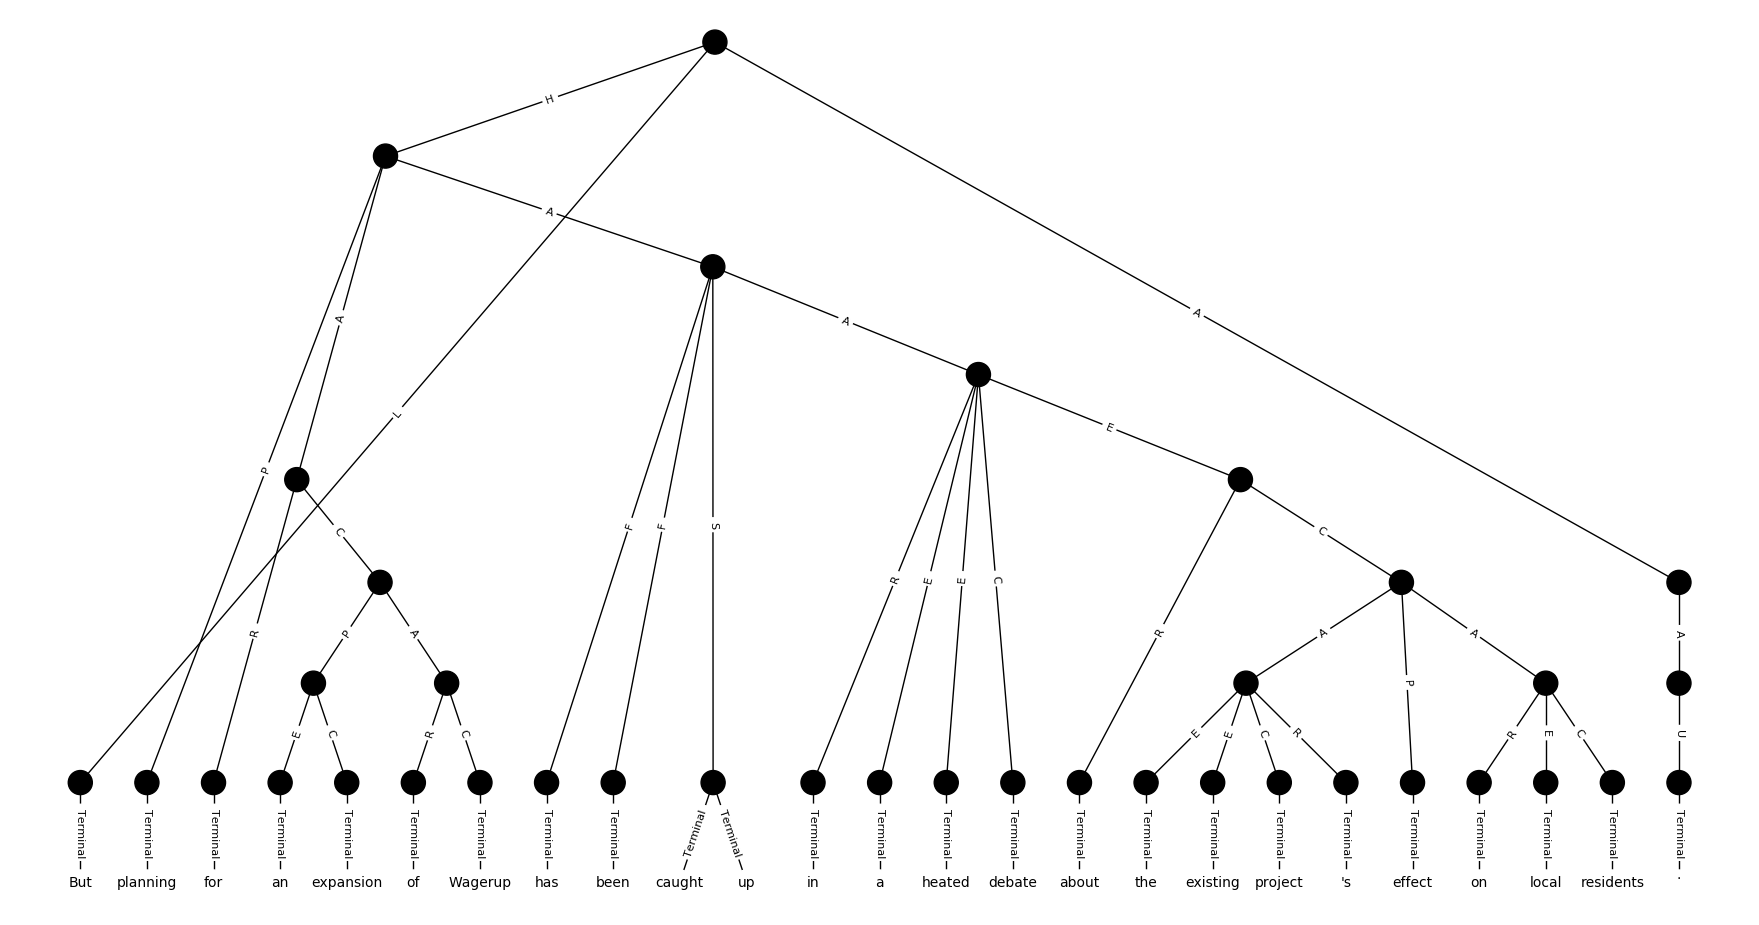 H
A
A
A
A
L
P
E
C
F
F
S
C
R
E
E
C
R
P
A
R
A
A
A
P
E
C
R
C
E
E
C
R
R
E
C
U
Terminal Terminal Terminal Terminal Terminal Terminal Terminal Terminal Terminal Terminal Terminal Terminal Terminal Terminal Terminal Terminal Terminal Terminal Terminal Terminal Terminal Terminal Terminal Terminal Terminal
But planning for an expansion of Wagerup has been caught up in a heated debate about the existing project 's effect on local residents .